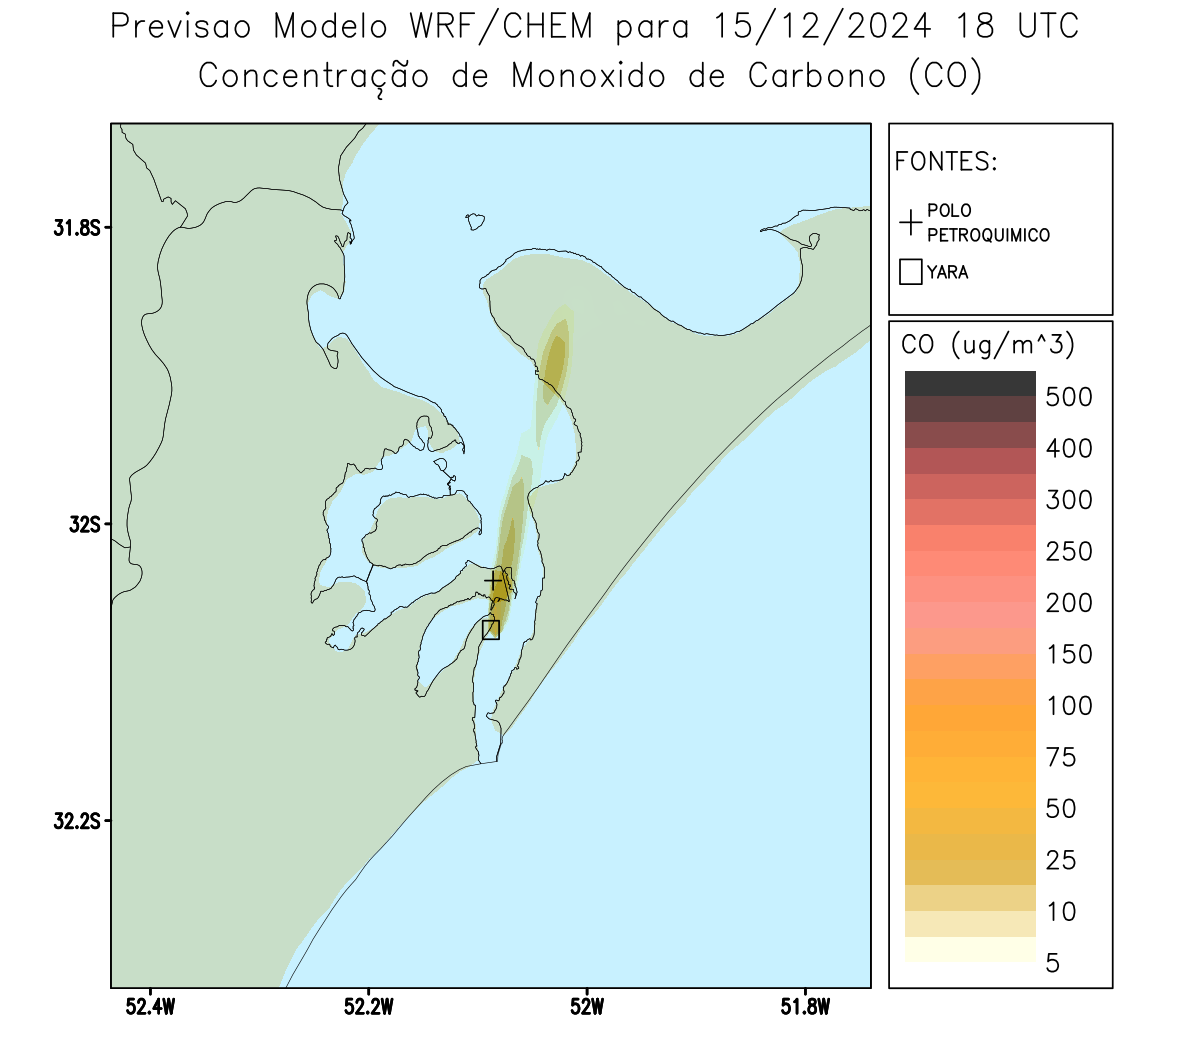 Previsao Modelo WRF/CHEM para 15/12/2024 18 UTC
Concentração de Monoxido de Carbono (CO)
FONTES:
POLO
PETROQUIMICO
YARA
CO (ug/m^3)
500
400
300
250
200
150
100
75
50
25
10
5
31.8S
32S
32.2S
52.4W
52.2W
52W
51.8W